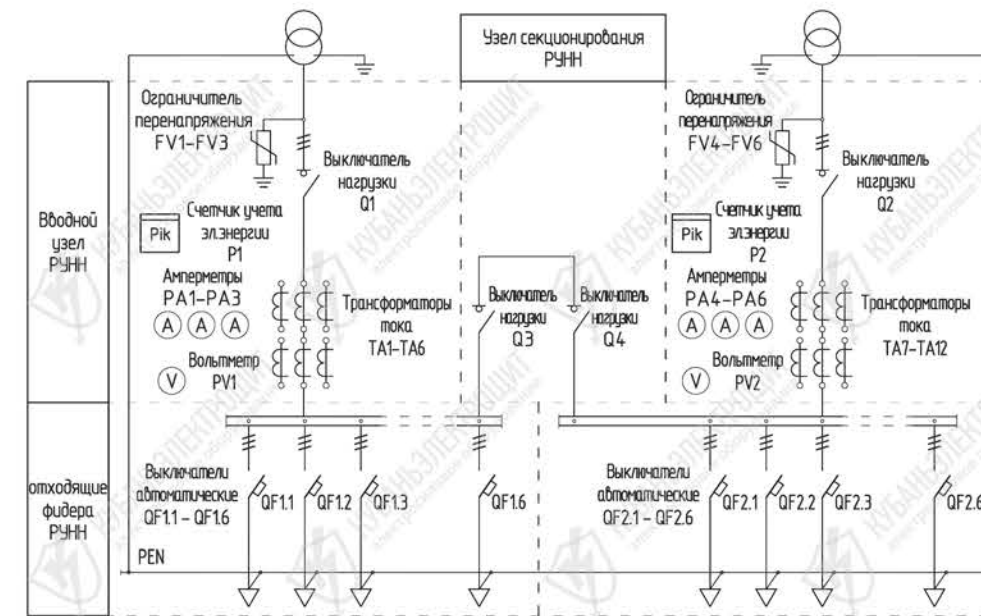 Узел секционирования
РУНН
Вводной
узел
РУНН
Ограничитель
перенапряжения
FV1-FV3
Выключатель
нагрузки
Q1
Счетчик учета
эл.энергии
P1
Pik
Амперметры
PA1-PA3
A A A
Трансформаторы
тока
TA1-TA6
Вольтметр
PV1
V
Выключатель
нагрузки
Q3
Выключатель
нагрузки
Q4
Ограничитель
перенапряжения
FV4-FV6
Выключатель
нагрузки
Q2
Счетчик учета
эл.энергии
P2
Pik
Амперметры
PA4-PA6
A A A
Трансформаторы
тока
TA7-TA12
Вольтметр
PV2
V
отходящие
фидера
РУНН
Выключатели
автоматические
QF1.1 - QF1.6
QF1.1
QF1.2
QF1.3
QF1.6
PEN
Выключатели
автоматические
QF2.1 - QF2.6
QF2.1
QF2.2
QF2.3
QF2.6
КУБАНЬЭЛЕКТРОЩИТ